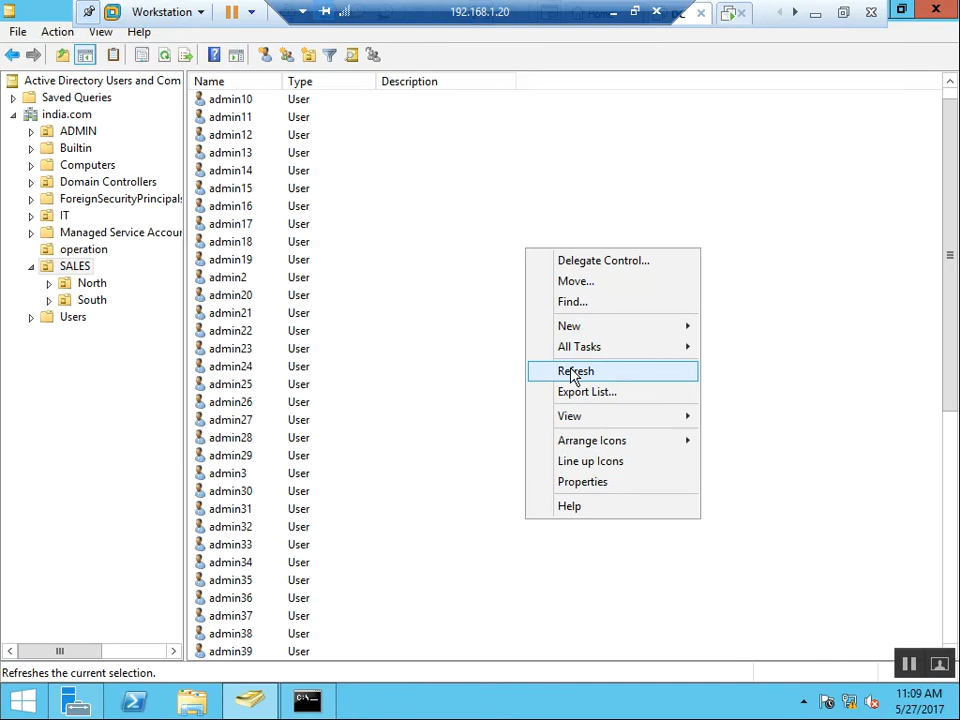 Workstation
192.168.1.20
File Action View Help
Active Directory Users and Com
Saved Queries
india.com
ADMIN
Builtin
Computers
Domain Controllers
ForeignSecurityPrincipals
IT
Managed Service Accour
operation
SALES
North
South
Users
Name Type Description
admin10 User
admin11 User
admin12 User
admin13 User
admin14 User
admin15 User
admin16 User
admin17 User
admin18 User
admin19 User
admin2 User
admin20 User
admin21 User
admin22 User
admin23 User
admin24 User
admin25 User
admin26 User
admin27 User
admin28 User
admin29 User
admin3 User
admin30 User
admin31 User
admin32 User
admin33 User
admin34 User
admin35 User
admin36 User
admin37 User
admin38 User
admin39 User
Delegate Control...
Move...
Find...
New
All Tasks
Refresh
Export List...
View
Arrange Icons
Line up Icons
Properties
Help
Refreshes the current selection.
11:09 AM
5/27/2017